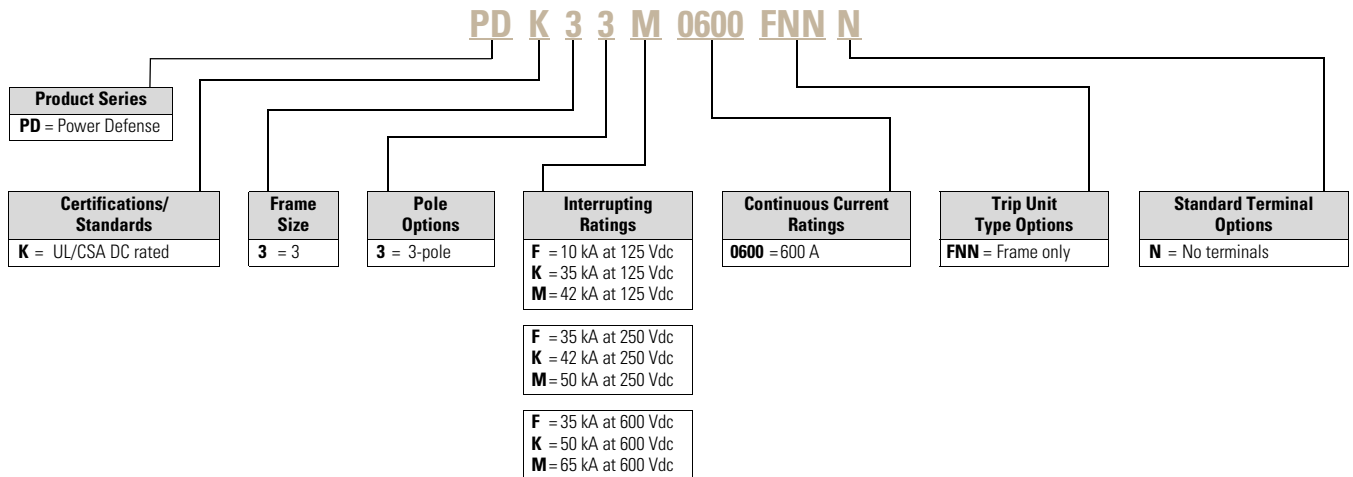 PD K 3 3 M 0600 FNN N
Product Series
PD = Power Defense
Certifications/
Standards
K = UL/CSA DC rated
Frame
Size
3 = 3
Pole
Options
3 = 3-pole
Interrupting
Ratings
F = 10 kA at 125 Vdc
K = 35 kA at 125 Vdc
M = 42 kA at 125 Vdc
F = 35 kA at 250 Vdc
K = 42 kA at 250 Vdc
M = 50 kA at 250 Vdc
F = 35 kA at 600 Vdc
K = 50 kA at 600 Vdc
M = 65 kA at 600 Vdc
Continuous Current
Ratings
0600 = 600 A
Trip Unit
Type Options
FNN = Frame only
Standard Terminal
Options
N = No terminals